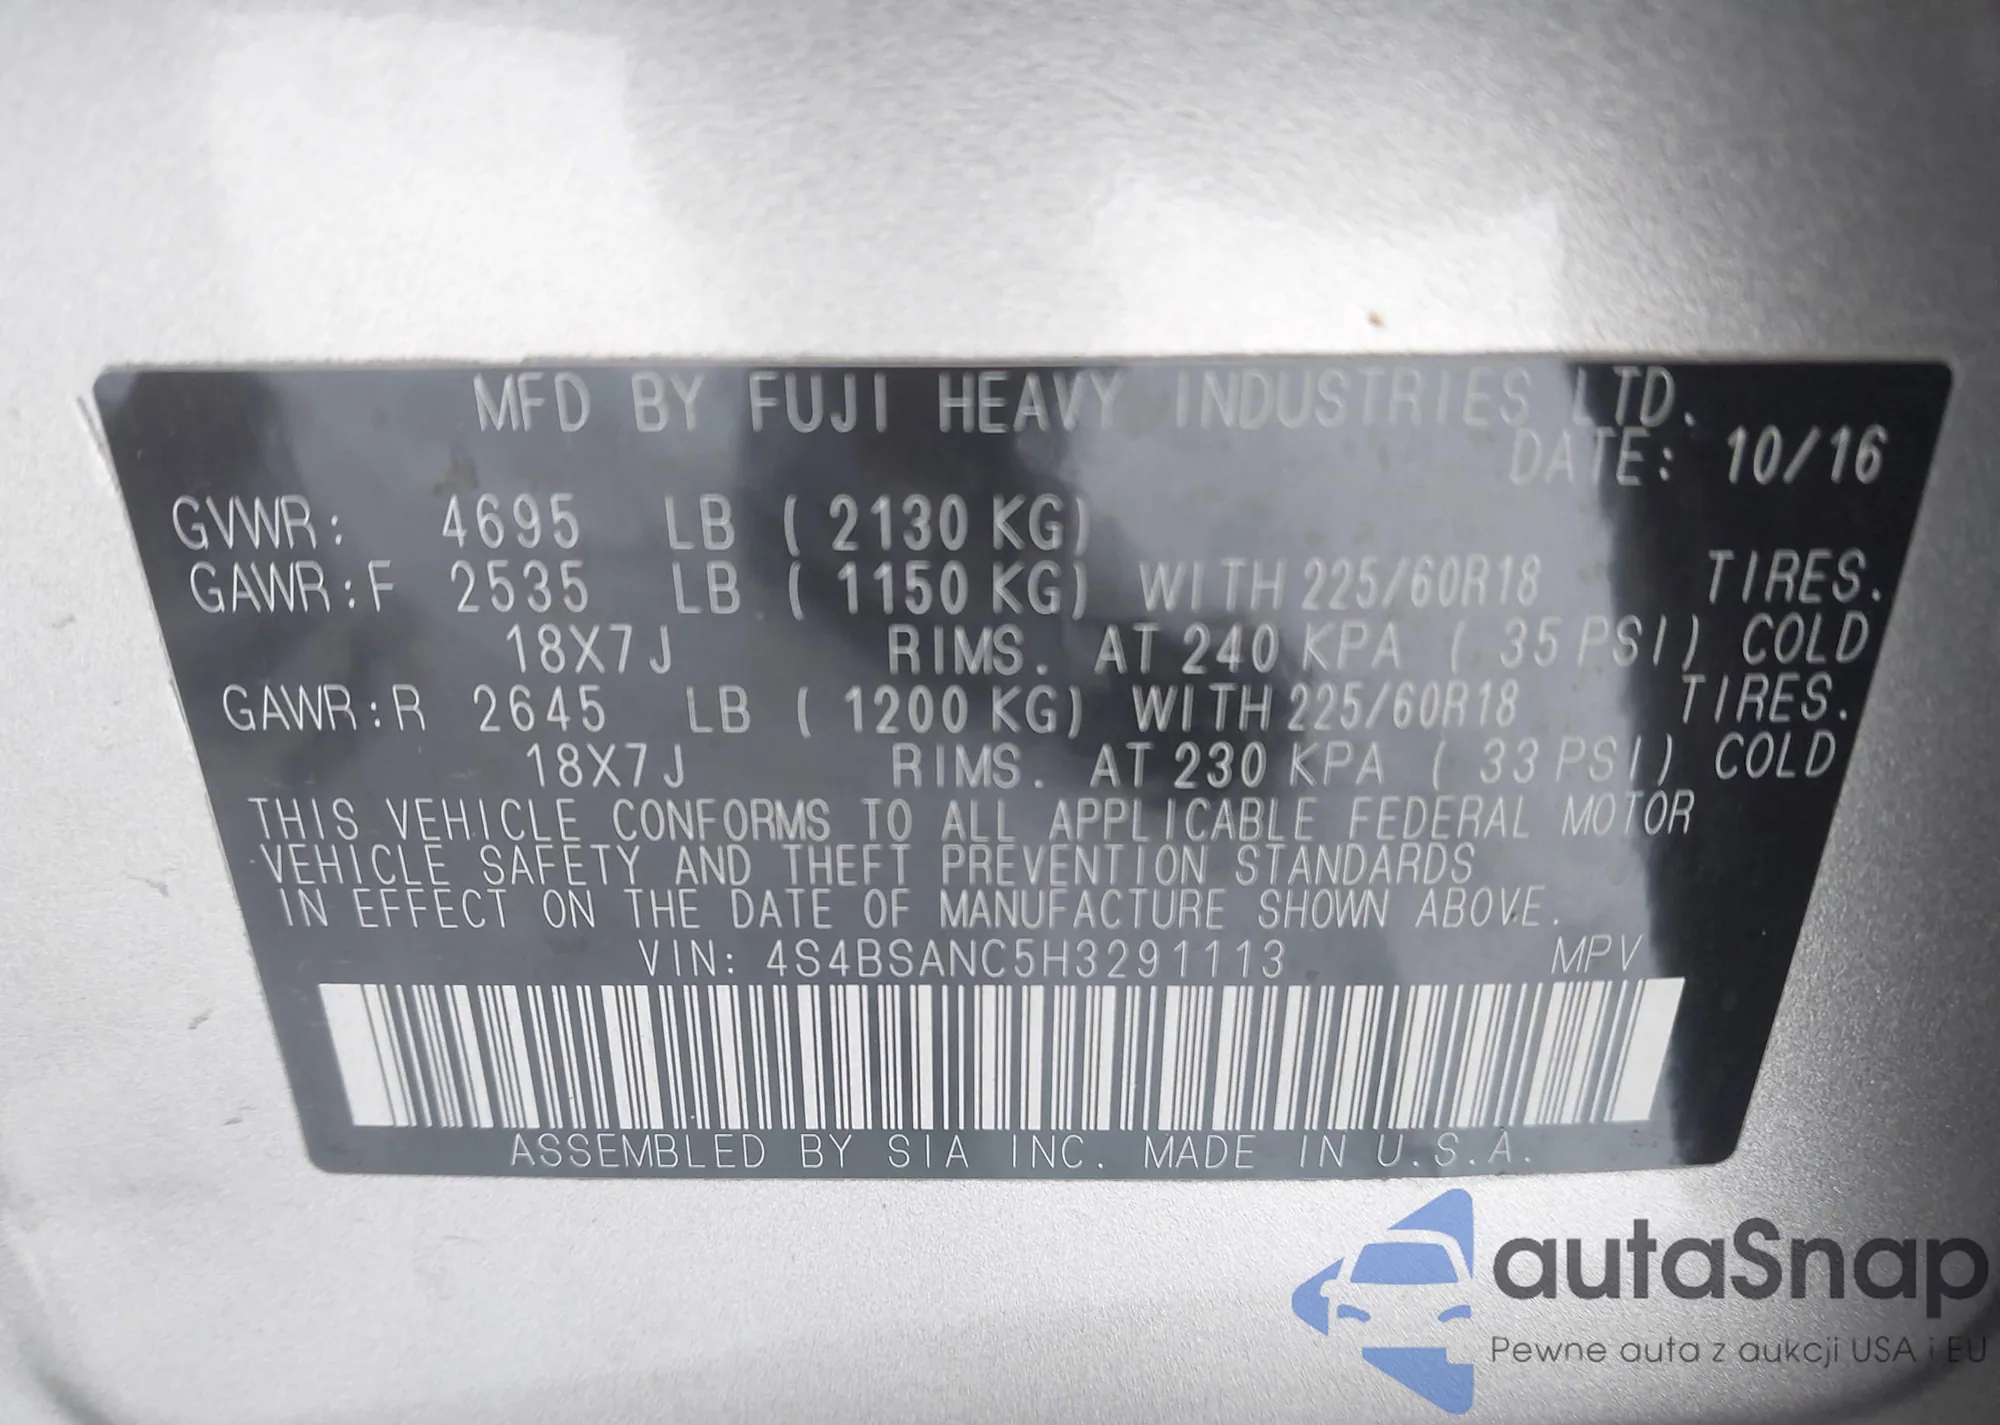 MFD BY FUJI HEAVY INDUSTRIES LTD.
DATE: 10/16
GVWR: 4695 LB ( 2130 KG)
GAWR:F 2535 LB ( 1150 KG) WITH 225/60R18 TIRES.
18X7J RIMS. AT 240 KPA ( 35 PSI) COLD
GAWR:R 2645 LB ( 1200 KG) WITH 225/60R18 TIRES.
18X7J RIMS. AT 230 KPA ( 33 PSI) COLD
THIS VEHICLE CONFORMS TO ALL APPLICABLE FEDERAL MOTOR
VEHICLE SAFETY AND THEFT PREVENTION STANDARDS
IN EFFECT ON THE DATE OF MANUFACTURE SHOWN ABOVE.
VIN: 4S4BSANC5H3291113 MPV
ASSEMBLED BY SIA INC. MADE IN U.S.A.
autaSnap
Pewne auta z aukcji USA i EU